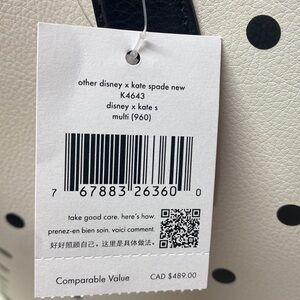 other disney x kate spade new
K4643
disney x kate s
multi (960)
7 67883 26360 0
take good care. here's how.
prenez-en bien soin. voici comment.
好好照顾自己，这里是具体做法。
Comparable Value CAD $489.00